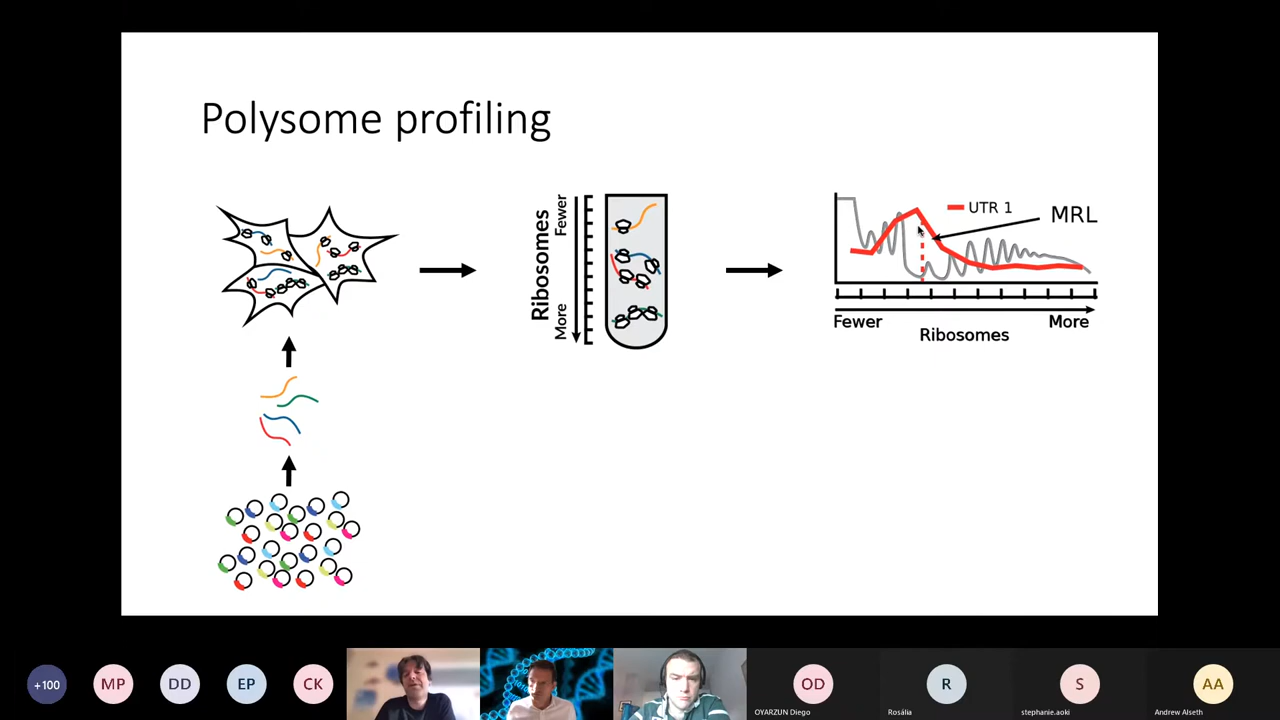 Polysome profiling
Ribosomes
Fewer
More
UTR 1
MRL
Fewer
More
Ribosomes
+100
MP
DD
EP
CK
OD
R
S
AA
OYARZUN Diego
Rosália
stephanie.aoki
Andrew Alseth